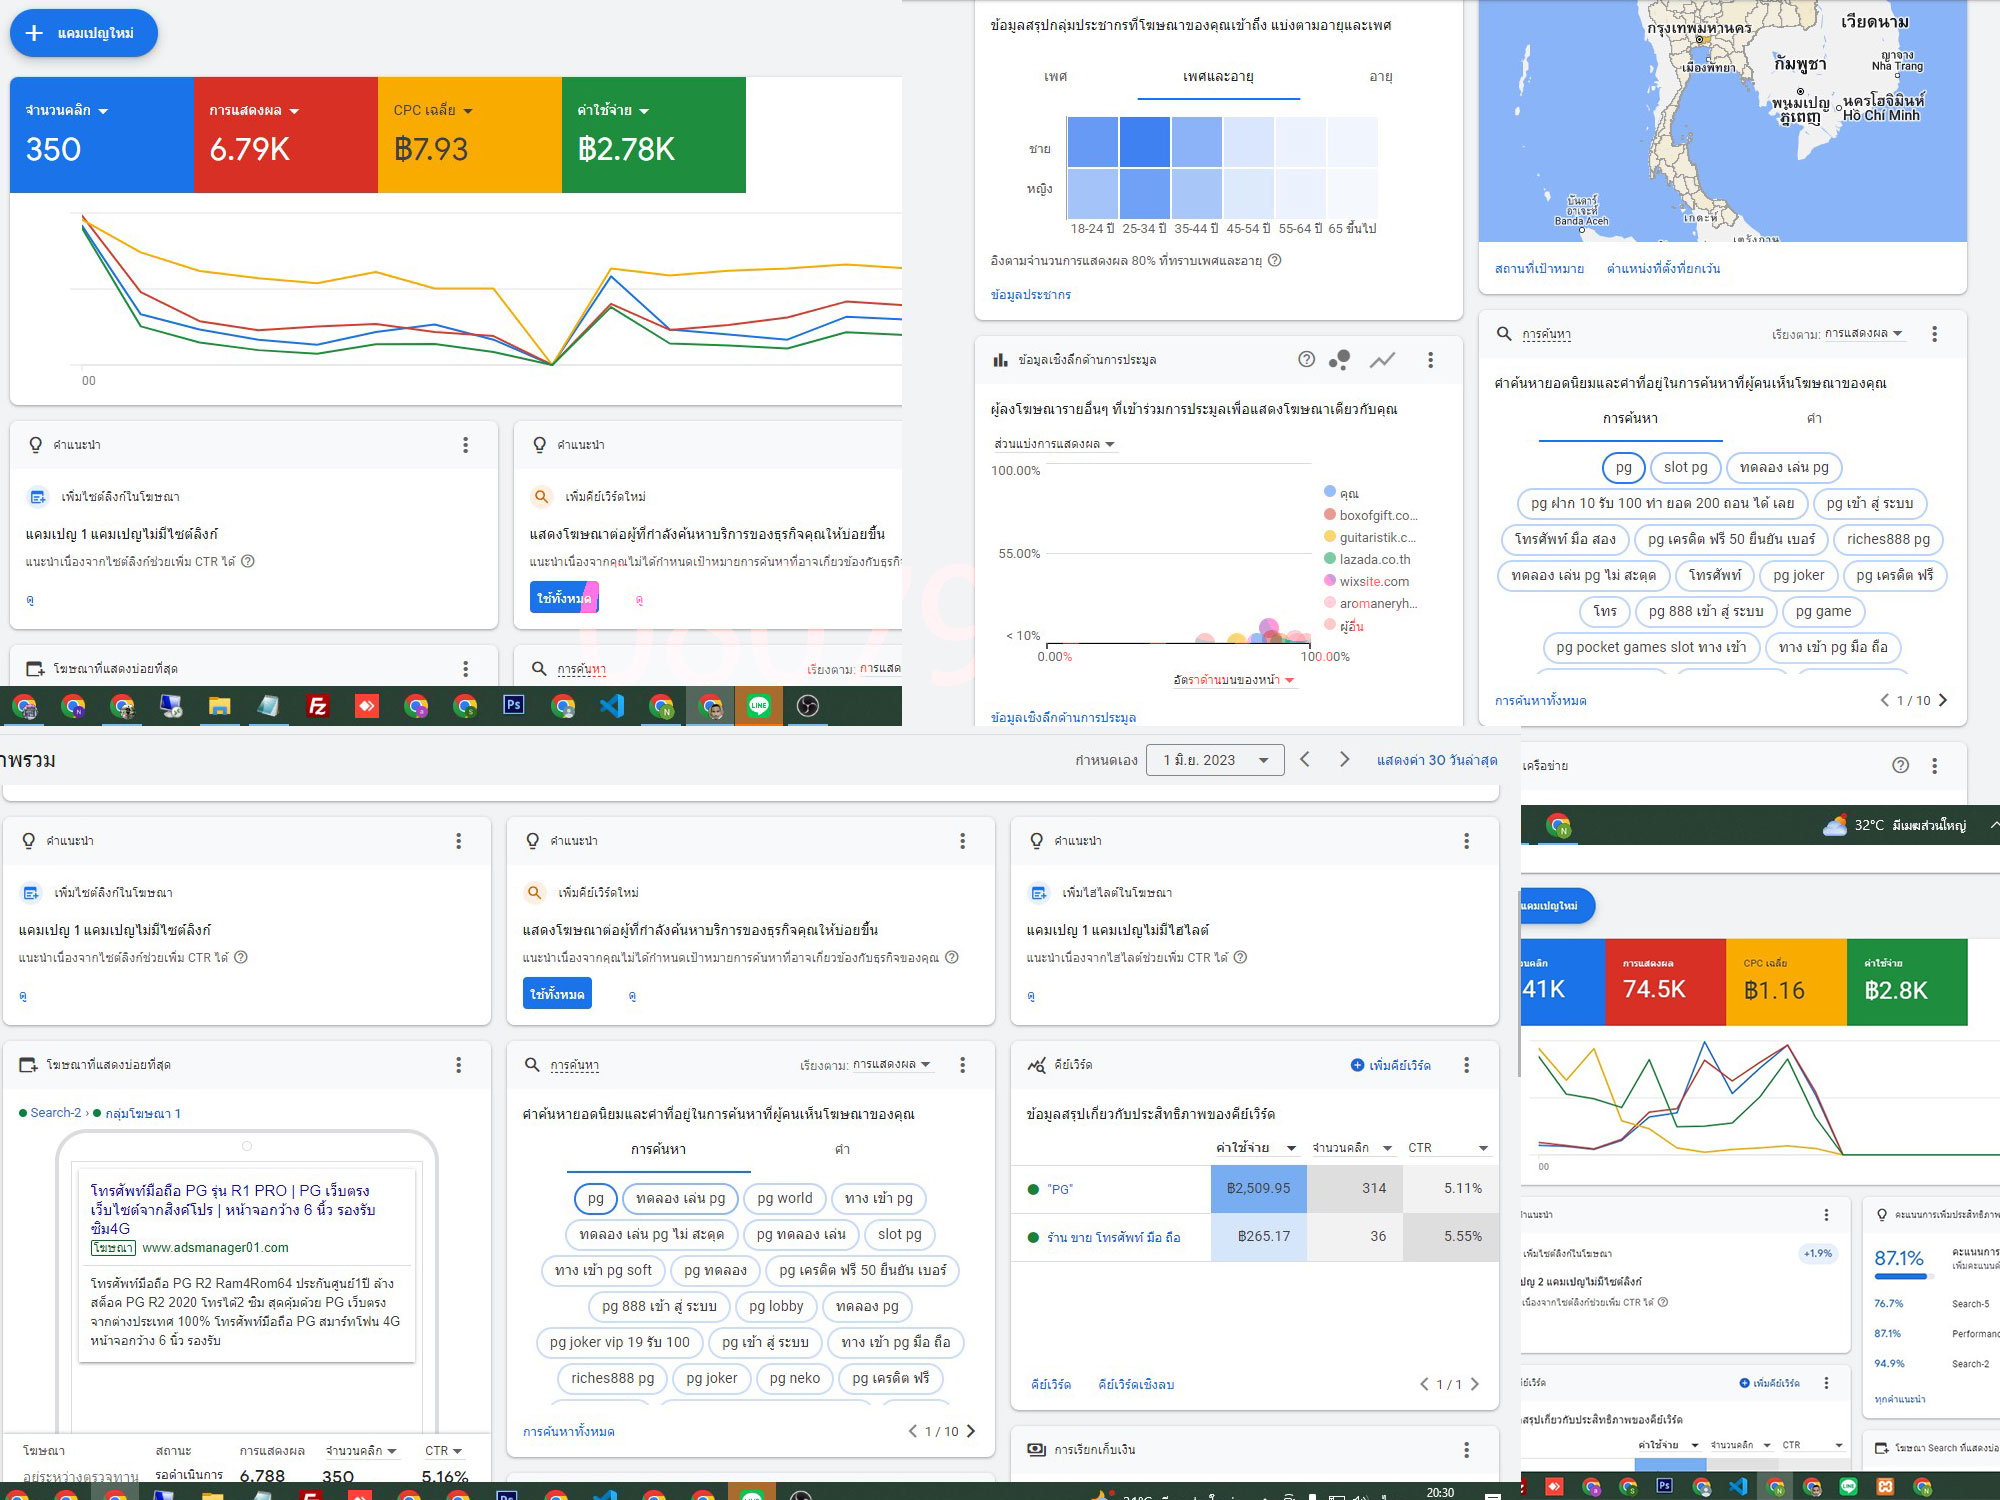 แคมเปญใหม่
จำนวนคลิก
350
การแสดงผล
6.79K
CPC เฉลี่ย
฿7.93
ค่าใช้จ่าย
฿2.78K
00
คำแนะนำ
เพิ่มไซต์ลิงก์ในโฆษณา
แคมเปญ 1 แคมเปญไม่มีไซต์ลิงก์
แนะนำเนื่องจากไซต์ลิงก์ช่วยเพิ่ม CTR ได้
ดู
คำแนะนำ
เพิ่มคีย์เวิร์ดใหม่
แสดงโฆษณาต่อผู้ที่กำลังค้นหาบริการของธุรกิจคุณให้บ่อยขึ้น
แนะนำเนื่องจากคุณไม่ได้กำหนดเป้าหมายการค้นหาที่อาจเกี่ยวข้องกับธุรกิ
ใช้ทั้งหมด
ดู
โฆษณาที่แสดงบ่อยที่สุด
การค้นหา
เรียงตาม: การแสด
ข้อมูลสรุปกลุ่มประชากรที่โฆษณาของคุณเข้าถึง แบ่งตามอายุและเพศ
เพศ
เพศและอายุ
อายุ
ชาย
หญิง
18-24 ปี 25-34 ปี 35-44 ปี 45-54 ปี 55-64 ปี 65 ขึ้นไป
อิงตามจำนวนการแสดงผล 80% ที่ทราบเพศและอายุ
ข้อมูลประชากร
ข้อมูลเชิงลึกด้านการประมูล
ผู้ลงโฆษณารายอื่นๆ ที่เข้าร่วมการประมูลเพื่อแสดงโฆษณาเดียวกับคุณ
ส่วนแบ่งการแสดงผล
100.00%
55.00%
< 10%
0.00%
100.00%
คุณ
boxofgift.co...
guitaristik.c...
lazada.co.th
wixsite.com
aromaneryh...
ผู้อื่น
อัตราด้านบนของหน้า
ข้อมูลเชิงลึกด้านการประมูล
กรุงเทพมหานคร
เมืองพัทยา
เวียดนาม
ญาจาง
Nha Trang
กัมพูชา
พนมเปญ
ភ្នំពេញ
นครโฮจิมินห์
Hồ Chí Minh
บันดาร์
อาเจะห์
Banda Aceh
เกดะห์
สถานที่เป้าหมาย
ตำแหน่งที่ตั้งที่ยกเว้น
การค้นหา
เรียงตาม: การแสดงผล
คำค้นหายอดนิยมและคำที่อยู่ในการค้นหาที่ผู้คนเห็นโฆษณาของคุณ
การค้นหา
คำ
pg
slot pg
ทดลอง เล่น pg
pg ฝาก 10 รับ 100 ทํา ยอด 200 ถอน ได้ เลย
pg เข้า สู่ ระบบ
โทรศัพท์ มือ สอง
pg เครดิต ฟรี 50 ยืนยัน เบอร์
riches888 pg
ทดลอง เล่น pg ไม่ สะดุด
โทรศัพท์
pg joker
pg เครดิต ฟรี
โทร
pg 888 เข้า สู่ ระบบ
pg game
pg pocket games slot ทาง เข้า
ทาง เข้า pg มือ ถือ
การค้นหาทั้งหมด
1 / 10
LINE
าพรวม
กำหนดเอง
1 มิ.ย. 2023
แสดงค่า 30 วันล่าสุด
เครือข่าย
32°C มีเมฆส่วนใหญ่
คำแนะนำ
เพิ่มไซต์ลิงก์ในโฆษณา
แคมเปญ 1 แคมเปญไม่มีไซต์ลิงก์
แนะนำเนื่องจากไซต์ลิงก์ช่วยเพิ่ม CTR ได้
ดู
คำแนะนำ
เพิ่มคีย์เวิร์ดใหม่
แสดงโฆษณาต่อผู้ที่กำลังค้นหาบริการของธุรกิจคุณให้บ่อยขึ้น
แนะนำเนื่องจากคุณไม่ได้กำหนดเป้าหมายการค้นหาที่อาจเกี่ยวข้องกับธุรกิจของคุณ
ใช้ทั้งหมด
ดู
คำแนะนำ
เพิ่มไฮไลต์ในโฆษณา
แคมเปญ 1 แคมเปญไม่มีไฮไลต์
แนะนำเนื่องจากไฮไลต์ช่วยเพิ่ม CTR ได้
ดู
โฆษณาที่แสดงบ่อยที่สุด
Search-2 › กลุ่มโฆษณา 1
โทรศัพท์มือถือ PG รุ่น R1 PRO | PG เว็บตรง
เว็บไซต์จากสิงค์โปร | หน้าจอกว้าง 6 นิ้ว รองรับ
ซิม4G
โฆษณา www.adsmanager01.com
โทรศัพท์มือถือ PG R2 Ram4Rom64 ประกันศูนย์1ปี ล้าง
สต็อค PG R2 2020 โทรได้2 ซิม สุดคุ้มด้วย PG เว็บตรง
จากต่างประเทศ 100% โทรศัพท์มือถือ PG สมาร์ทโฟน 4G
หน้าจอกว้าง 6 นิ้ว รองรับ
โฆษณา
สถานะ
การแสดงผล
จำนวนคลิก
CTR
อยู่ระหว่างตรวจทาน
รอดำเนินการ
6,788
350
5.16%
การค้นหา
เรียงตาม: การแสดงผล
คำค้นหายอดนิยมและคำที่อยู่ในการค้นหาที่ผู้คนเห็นโฆษณาของคุณ
การค้นหา
คำ
pg
ทดลอง เล่น pg
pg world
ทาง เข้า pg
ทดลอง เล่น pg ไม่ สะดุด
pg ทดลอง เล่น
slot pg
ทาง เข้า pg soft
pg ทดลอง
pg เครดิต ฟรี 50 ยืนยัน เบอร์
pg 888 เข้า สู่ ระบบ
pg lobby
ทดลอง pg
pg joker vip 19 รับ 100
pg เข้า สู่ ระบบ
ทาง เข้า pg มือ ถือ
riches888 pg
pg joker
pg neko
pg เครดิต ฟรี
การค้นหาทั้งหมด
1 / 10
คีย์เวิร์ด
เพิ่มคีย์เวิร์ด
ข้อมูลสรุปเกี่ยวกับประสิทธิภาพของคีย์เวิร์ด
ค่าใช้จ่าย
จำนวนคลิก
CTR
"PG"
฿2,509.95
314
5.11%
ร้าน ขาย โทรศัพท์ มือ ถือ
฿265.17
36
5.55%
คีย์เวิร์ด
คีย์เวิร์ดเชิงลบ
1 / 1
การเรียกเก็บเงิน
20:30
แคมเปญใหม่
นคลิก
41K
การแสดงผล
74.5K
CPC เฉลี่ย
฿1.16
ค่าใช้จ่าย
฿2.8K
00
เพิ่มไซต์ลิงก์ในโฆษณา
+1.9%
ปญ 2 แคมเปญไม่มีไซต์ลิงก์
เนื่องจากไซต์ลิงก์ช่วยเพิ่ม CTR ได้
คะแนนการเพิ่มประสิทธิภาพ
87.1%
คะแนนการ
เพิ่มคะแนนด้
76.7%
Search-5
87.1%
Performanc
94.9%
Search-2
ทุกคำแนะนำ
เพิ่มคีย์เวิร์ด
สรุปเกี่ยวกับประสิทธิภาพของคีย์เวิร์ด
ค่าใช้จ่าย
จำนวนคลิก
CTR
โฆษณา Search ที่แสดงบ่อ